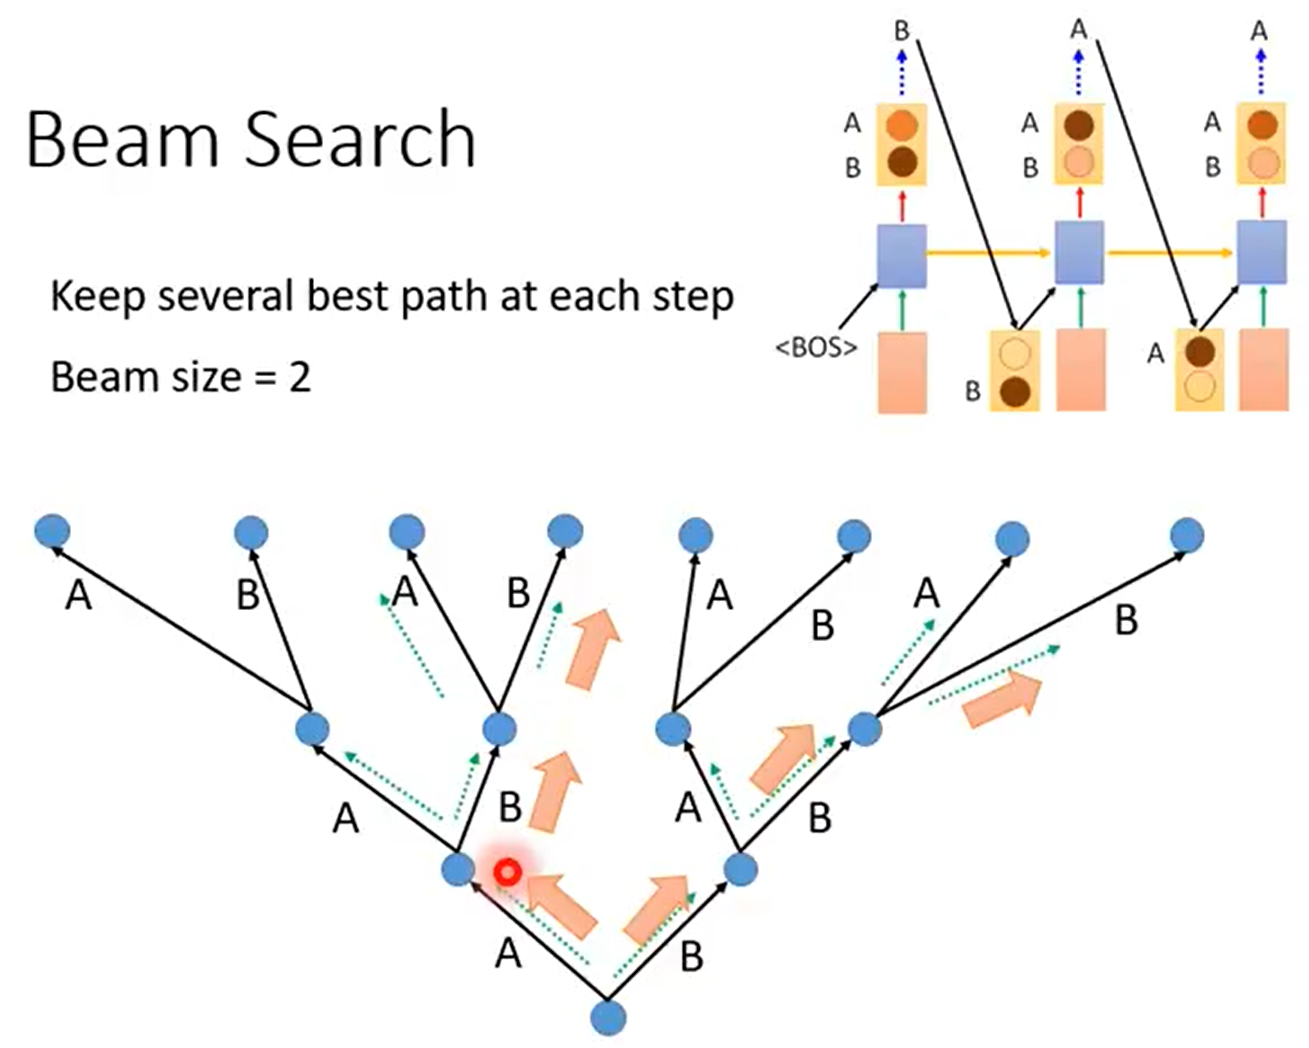 Beam Search
Keep several best path at each step
Beam size = 2
B A A
A A A
B B B
<BOS>
A
B
A B A B A B A B
A B A B
A B